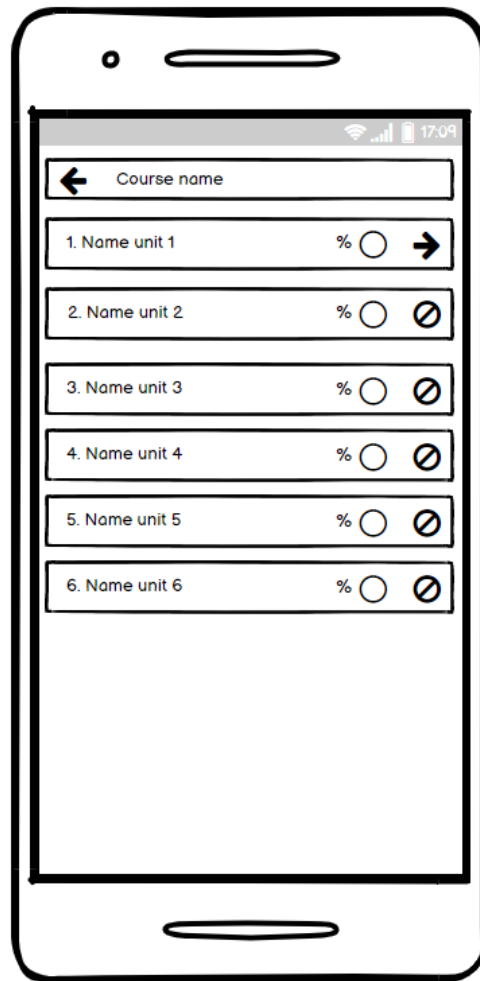 17:09
Course name
1. Name unit 1 %
2. Name unit 2 %
3. Name unit 3 %
4. Name unit 4 %
5. Name unit 5 %
6. Name unit 6 %